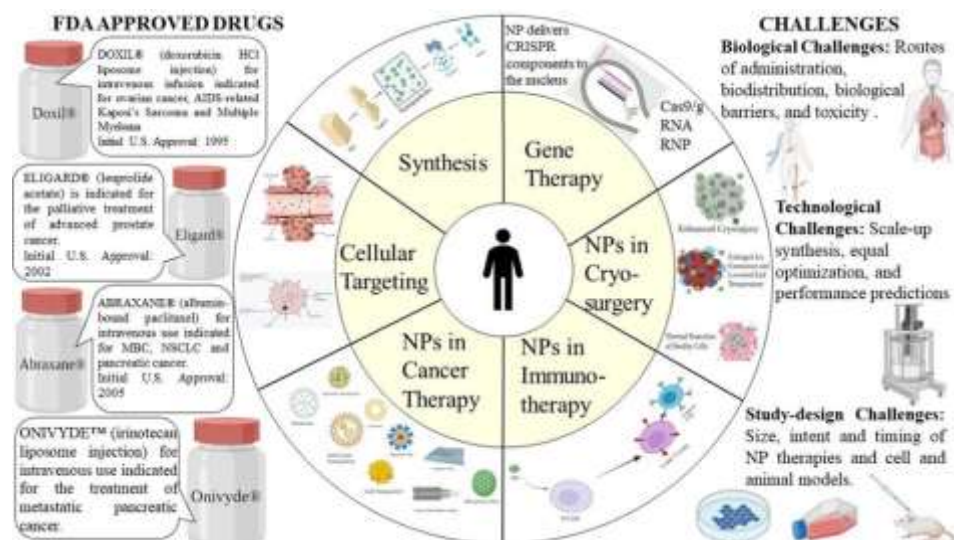 FDA APPROVED DRUGS
Doxil®
DOXIL® (doxorubicin HCl
liposome injection) for
intravenous infusion indicated
for ovarian cancer, AIDS-related
Kaposi's Sarcoma and Multiple
Myeloma
Initial U.S. Approval: 1995
ELIGARD® (leuprolide
acetate) is indicated for
the palliative treatment
of advanced prostate
cancer.
Initial U.S. Approval:
2002
Eligard®
Abraxane®
ABRAXANE® (albumin-
bound paclitaxel) for
intravenous use indicated
for MBC, NSCLC and
pancreatic cancer.
Initial U.S. Approval:
2005
ONIVYDE™ (irinotecan
liposome injection) for
intravenous use indicated
for the treatment of
metastatic pancreatic
cancer.
Onivyde®
Synthesis
Gene
Therapy
NP delivers
CRISPR
components to
the nucleus
Cas9/g
RNA
RNP
Cellular
Targeting
NPs in
Cryo-
surgery
Enhanced Cryosurgery
NPs in
Cancer
Therapy
NPs in
Immuno-
therapy
CHALLENGES
Biological Challenges: Routes
of administration,
biodistribution, biological
barriers, and toxicity .
Technological
Challenges: Scale-up
synthesis, equal
optimization, and
performance predictions
Study-design Challenges:
Size, intent and timing of
NP therapies and cell and
animal models.